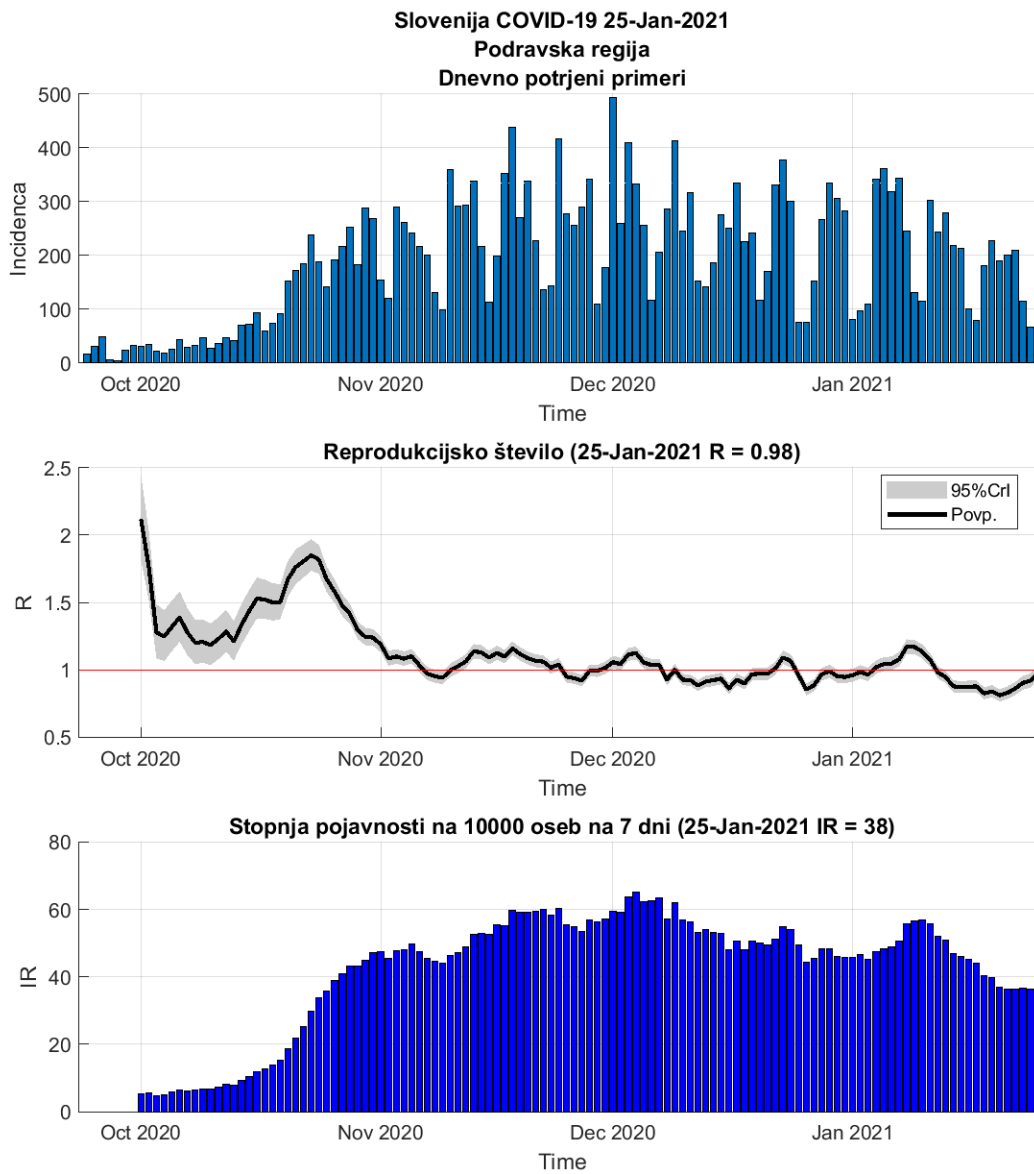 Slovenija COVID-19 25-Jan-2021
Podravska regija
Dnevno potrjeni primeri
500
400
300
200
100
0
Incidenca
Oct 2020 Nov 2020 Dec 2020 Jan 2021
Time
Reprodukcijsko število (25-Jan-2021 R = 0.98)
2.5
2
1.5
1
0.5
R
95%CrI
Povp.
Oct 2020 Nov 2020 Dec 2020 Jan 2021
Time
Stopnja pojavnosti na 10000 oseb na 7 dni (25-Jan-2021 IR = 38)
80
60
40
20
0
IR
Oct 2020 Nov 2020 Dec 2020 Jan 2021
Time